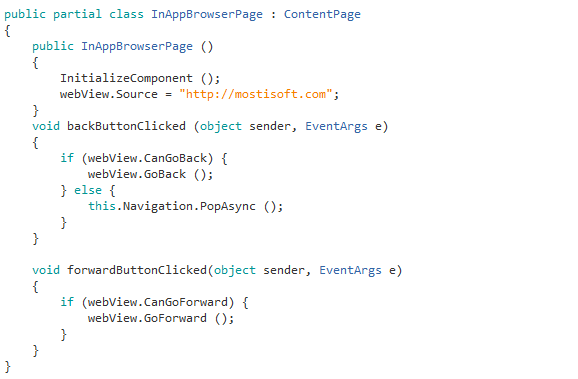 public partial class InAppBrowserPage : ContentPage
{
    public InAppBrowserPage ()
    {
        InitializeComponent ();
        webView.Source = "http://mostisoft.com";
    }
    void backButtonClicked (object sender, EventArgs e)
    {
        if (webView.CanGoBack) {
            webView.GoBack ();
        } else {
            this.Navigation.PopAsync ();
        }
    }

    void forwardButtonClicked(object sender, EventArgs e)
    {
        if (webView.CanGoForward) {
            webView.GoForward ();
        }
    }
}